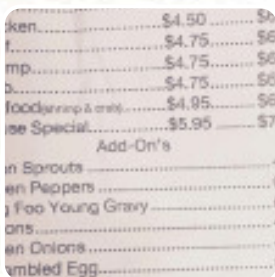 ken........ $4.50 ........ $6
f........ $4.75........ $6
mp........ $4.75........ $6
o........ $4.75........ $6
food(shrimp & crab)........ $4.95........ $6
se Special........ $5.95 ........ $7
Add-On's
n Sprouts ........
en Peppers ........
g Foo Young Gravy ........
ons........
en Onions ........
ambled Egg........